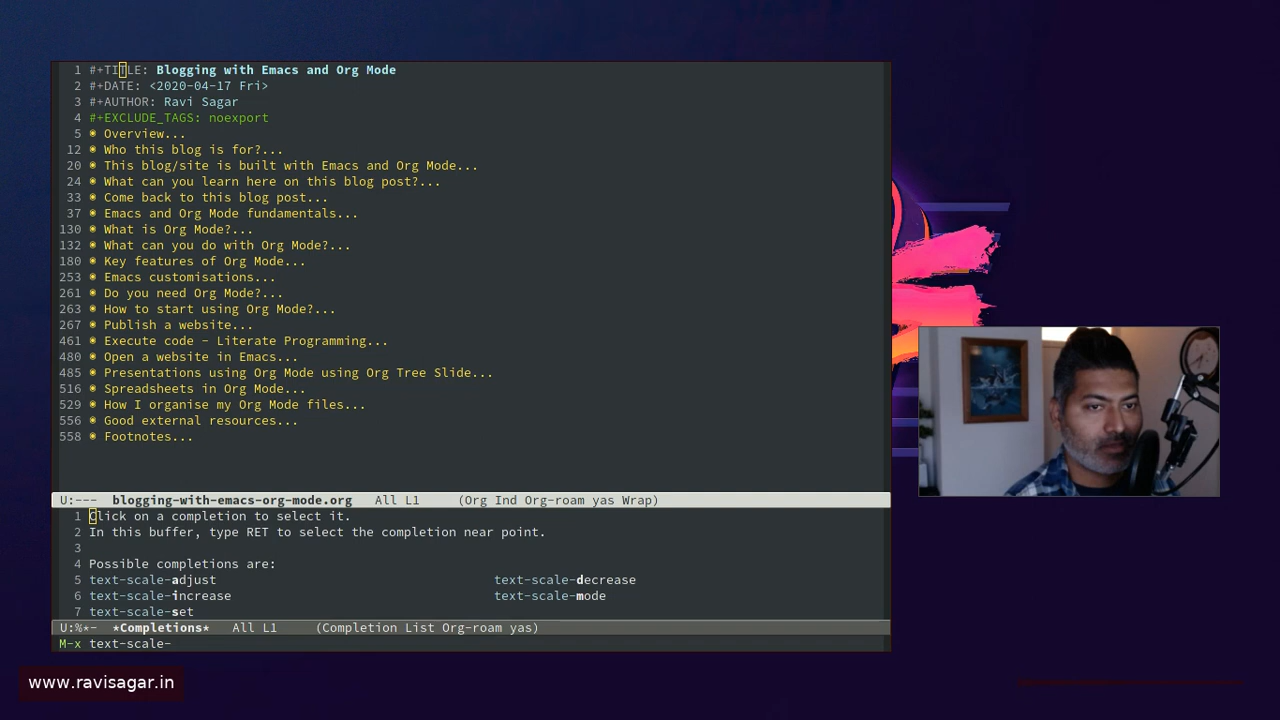 1 #+TITLE: Blogging with Emacs and Org Mode
2 #+DATE: <2020-04-17 Fri>
3 #+AUTHOR: Ravi Sagar
4 #+EXCLUDE_TAGS: noexport
5 ◉ Overview...
12 ◉ Who this blog is for?...
20 ◉ This blog/site is built with Emacs and Org Mode...
24 ◉ What can you learn here on this blog post?...
33 ◉ Come back to this blog post...
37 ◉ Emacs and Org Mode fundamentals...
130 ◉ What is Org Mode?...
132 ◉ What can you do with Org Mode?...
180 ◉ Key features of Org Mode...
253 ◉ Emacs customisations...
261 ◉ Do you need Org Mode?...
263 ◉ How to start using Org Mode?...
267 ◉ Publish a website...
461 ◉ Execute code - Literate Programming...
480 ◉ Open a website in Emacs...
485 ◉ Presentations using Org Mode using Org Tree Slide...
516 ◉ Spreadsheets in Org Mode...
529 ◉ How I organise my Org Mode files...
556 ◉ Good external resources...
558 ◉ Footnotes...
U:--- blogging-with-emacs-org-mode.org All L1 (Org Ind Org-roam yas Wrap)
1 Click on a completion to select it.
2 In this buffer, type RET to select the completion near point.
3
4 Possible completions are:
5 text-scale-adjust text-scale-decrease
6 text-scale-increase text-scale-mode
7 text-scale-set
U:%*- *Completions* All L1 (Completion List Org-roam yas)
M-x text-scale-
www.ravisagar.in